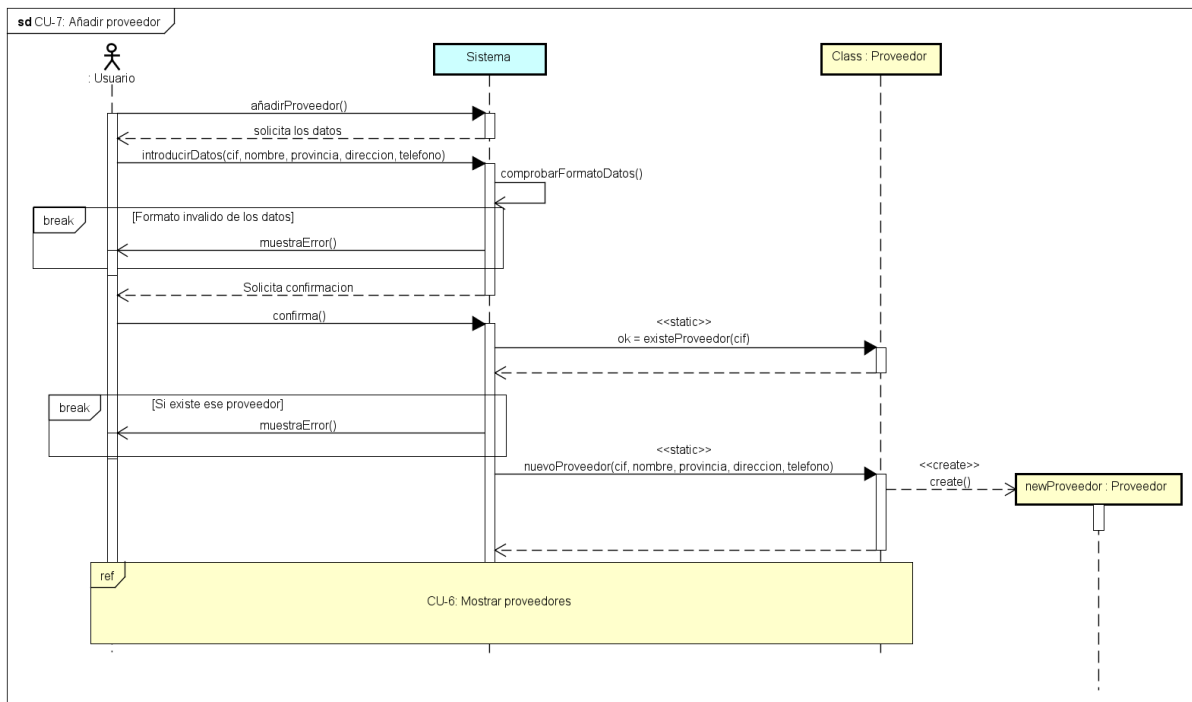 sd CU-7: Añadir proveedor
: Usuario
Sistema
Class : Proveedor
añadirProveedor()
solicita los datos
introducirDatos(cif, nombre, provincia, direccion, telefono)
comprobarFormatoDatos()
break
[Formato invalido de los datos]
muestraError()
Solicita confirmacion
confirma()
<<static>>
ok = existeProveedor(cif)
break
[Si existe ese proveedor]
muestraError()
<<static>>
nuevoProveedor(cif, nombre, provincia, direccion, telefono)
<<create>>
create()
newProveedor : Proveedor
ref
CU-6: Mostrar proveedores